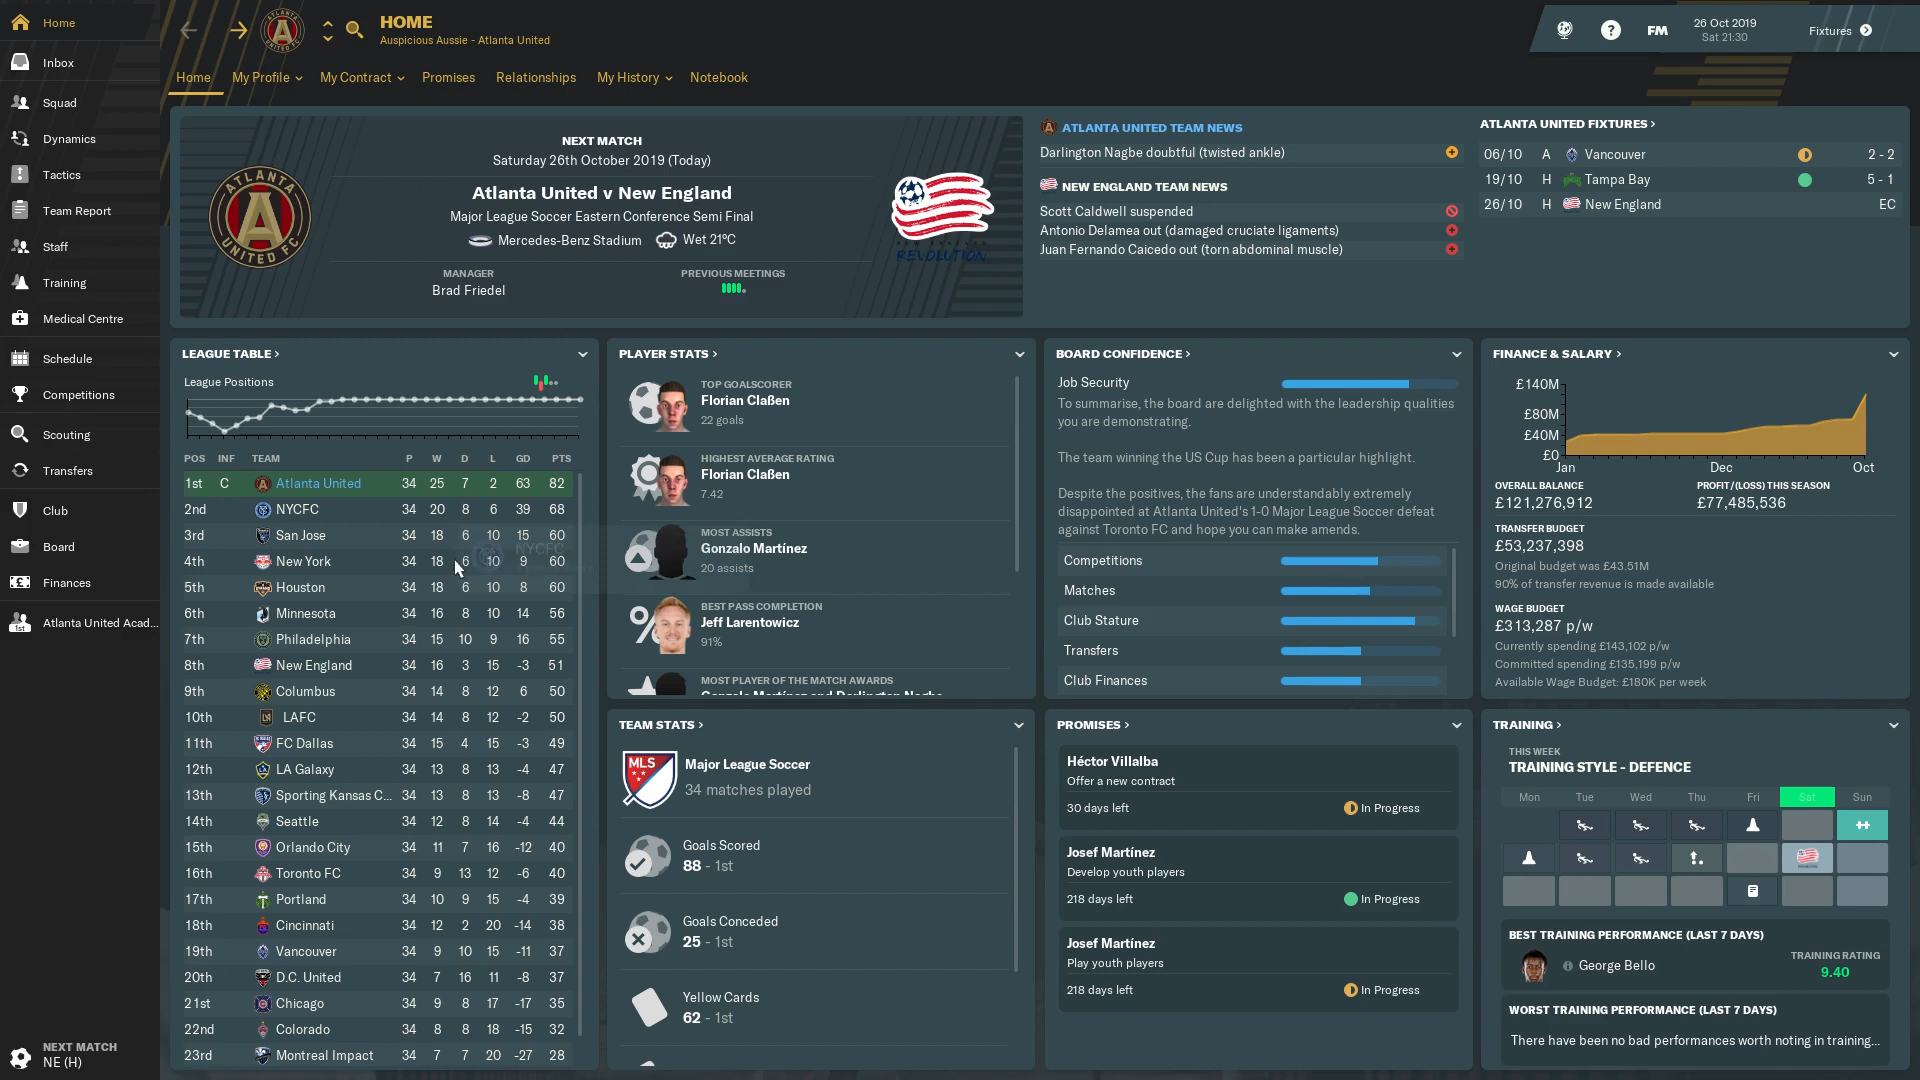 Home
Inbox
Squad
Dynamics
Tactics
Team Report
Staff
Training
Medical Centre
Schedule
Competitions
Scouting
Transfers
Club
Board
Finances
1st Atlanta United Acad...
NEXT MATCH
NE (H)
ATLANTA UNITED FC
HOME
Auspicious Aussie - Atlanta United
FM
26 Oct 2019
Sat 21:30
Fixtures
Home My Profile My Contract Promises Relationships My History Notebook
ATLANTA
UNITED FC
NEXT MATCH
Saturday 26th October 2019 (Today)
Atlanta United v New England
Major League Soccer Eastern Conference Semi Final
Mercedes-Benz Stadium Wet 21°C
MANAGER
Brad Friedel
PREVIOUS MEETINGS
REVOLUTION
ATLANTA UNITED TEAM NEWS
Darlington Nagbe doubtful (twisted ankle)
NEW ENGLAND TEAM NEWS
Scott Caldwell suspended
Antonio Delamea out (damaged cruciate ligaments)
Juan Fernando Caicedo out (torn abdominal muscle)
ATLANTA UNITED FIXTURES >
06/10 A Vancouver 2 - 2
19/10 H Tampa Bay 5 - 1
26/10 H New England EC
LEAGUE TABLE >
League Positions
POS INF TEAM P W D L GD PTS
1st C Atlanta United 34 25 7 2 63 82
2nd NYCFC 34 20 8 6 39 68
3rd San Jose 34 18 6 10 15 60
4th New York 34 18 6 10 9 60
5th Houston 34 18 6 10 8 60
6th Minnesota 34 16 8 10 14 56
7th Philadelphia 34 15 10 9 16 55
8th New England 34 16 3 15 -3 51
9th Columbus 34 14 8 12 6 50
10th LAFC 34 14 8 12 -2 50
11th FC Dallas 34 15 4 15 -3 49
12th LA Galaxy 34 13 8 13 -4 47
13th Sporting Kansas C... 34 13 8 13 -8 47
14th Seattle 34 12 8 14 -4 44
15th Orlando City 34 11 7 16 -12 40
16th Toronto FC 34 9 13 12 -6 40
17th Portland 34 10 9 15 -4 39
18th Cincinnati 34 12 2 20 -14 38
19th Vancouver 34 9 10 15 -11 37
20th D.C. United 34 7 16 11 -8 37
21st Chicago 34 9 8 17 -17 35
22nd Colorado 34 8 8 18 -15 32
23rd Montreal Impact 34 7 7 20 -27 28
NYCFC
PLAYER STATS >
TOP GOALSCORER
Florian Claßen
22 goals
HIGHEST AVERAGE RATING
Florian Claßen
7.42
MOST ASSISTS
Gonzalo Martínez
20 assists
BEST PASS COMPLETION
%
Jeff Larentowicz
91%
MOST PLAYER OF THE MATCH AWARDS
Gonzalo Martínez and Darlington Nagbe
BOARD CONFIDENCE >
Job Security
To summarise, the board are delighted with the leadership qualities
you are demonstrating.
The team winning the US Cup has been a particular highlight.
Despite the positives, the fans are understandably extremely
disappointed at Atlanta United's 1-0 Major League Soccer defeat
against Toronto FC and hope you can make amends.
Competitions
Matches
Club Stature
Transfers
Club Finances
FINANCE & SALARY >
£140M
£80M
£40M
£0
Jan Dec Oct
OVERALL BALANCE
£121,276,912
PROFIT/(LOSS) THIS SEASON
£77,485,536
TRANSFER BUDGET
£53,237,398
Original budget was £43.51M
90% of transfer revenue is made available
WAGE BUDGET
£313,287 p/w
Currently spending £143,102 p/w
Committed spending £135,199 p/w
Available Wage Budget: £180K per week
TEAM STATS >
MLS
Major League Soccer
34 matches played
Goals Scored
88 - 1st
Goals Conceded
25 - 1st
Yellow Cards
62 - 1st
PROMISES >
Héctor Villalba
Offer a new contract
30 days left In Progress
Josef Martínez
Develop youth players
218 days left In Progress
Josef Martínez
Play youth players
218 days left In Progress
TRAINING >
THIS WEEK
TRAINING STYLE - DEFENCE
Mon Tue Wed Thu Fri Sat Sun
BEST TRAINING PERFORMANCE (LAST 7 DAYS)
George Bello
TRAINING RATING
9.40
WORST TRAINING PERFORMANCE (LAST 7 DAYS)
There have been no bad performances worth noting in training...